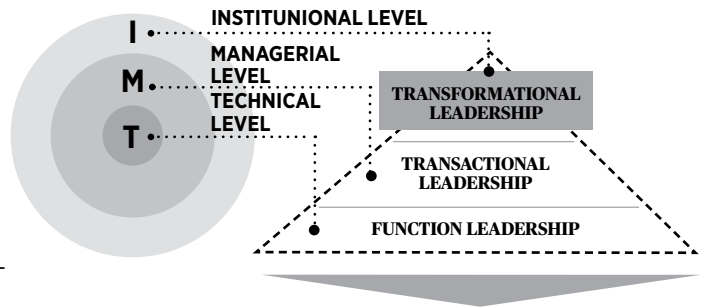 I
INSTITUNIONAL LEVEL
M
MANAGERIAL
LEVEL
T
TECHNICAL
LEVEL
TRANSFORMATIONAL
LEADERSHIP
TRANSACTIONAL
LEADERSHIP
FUNCTION LEADERSHIP